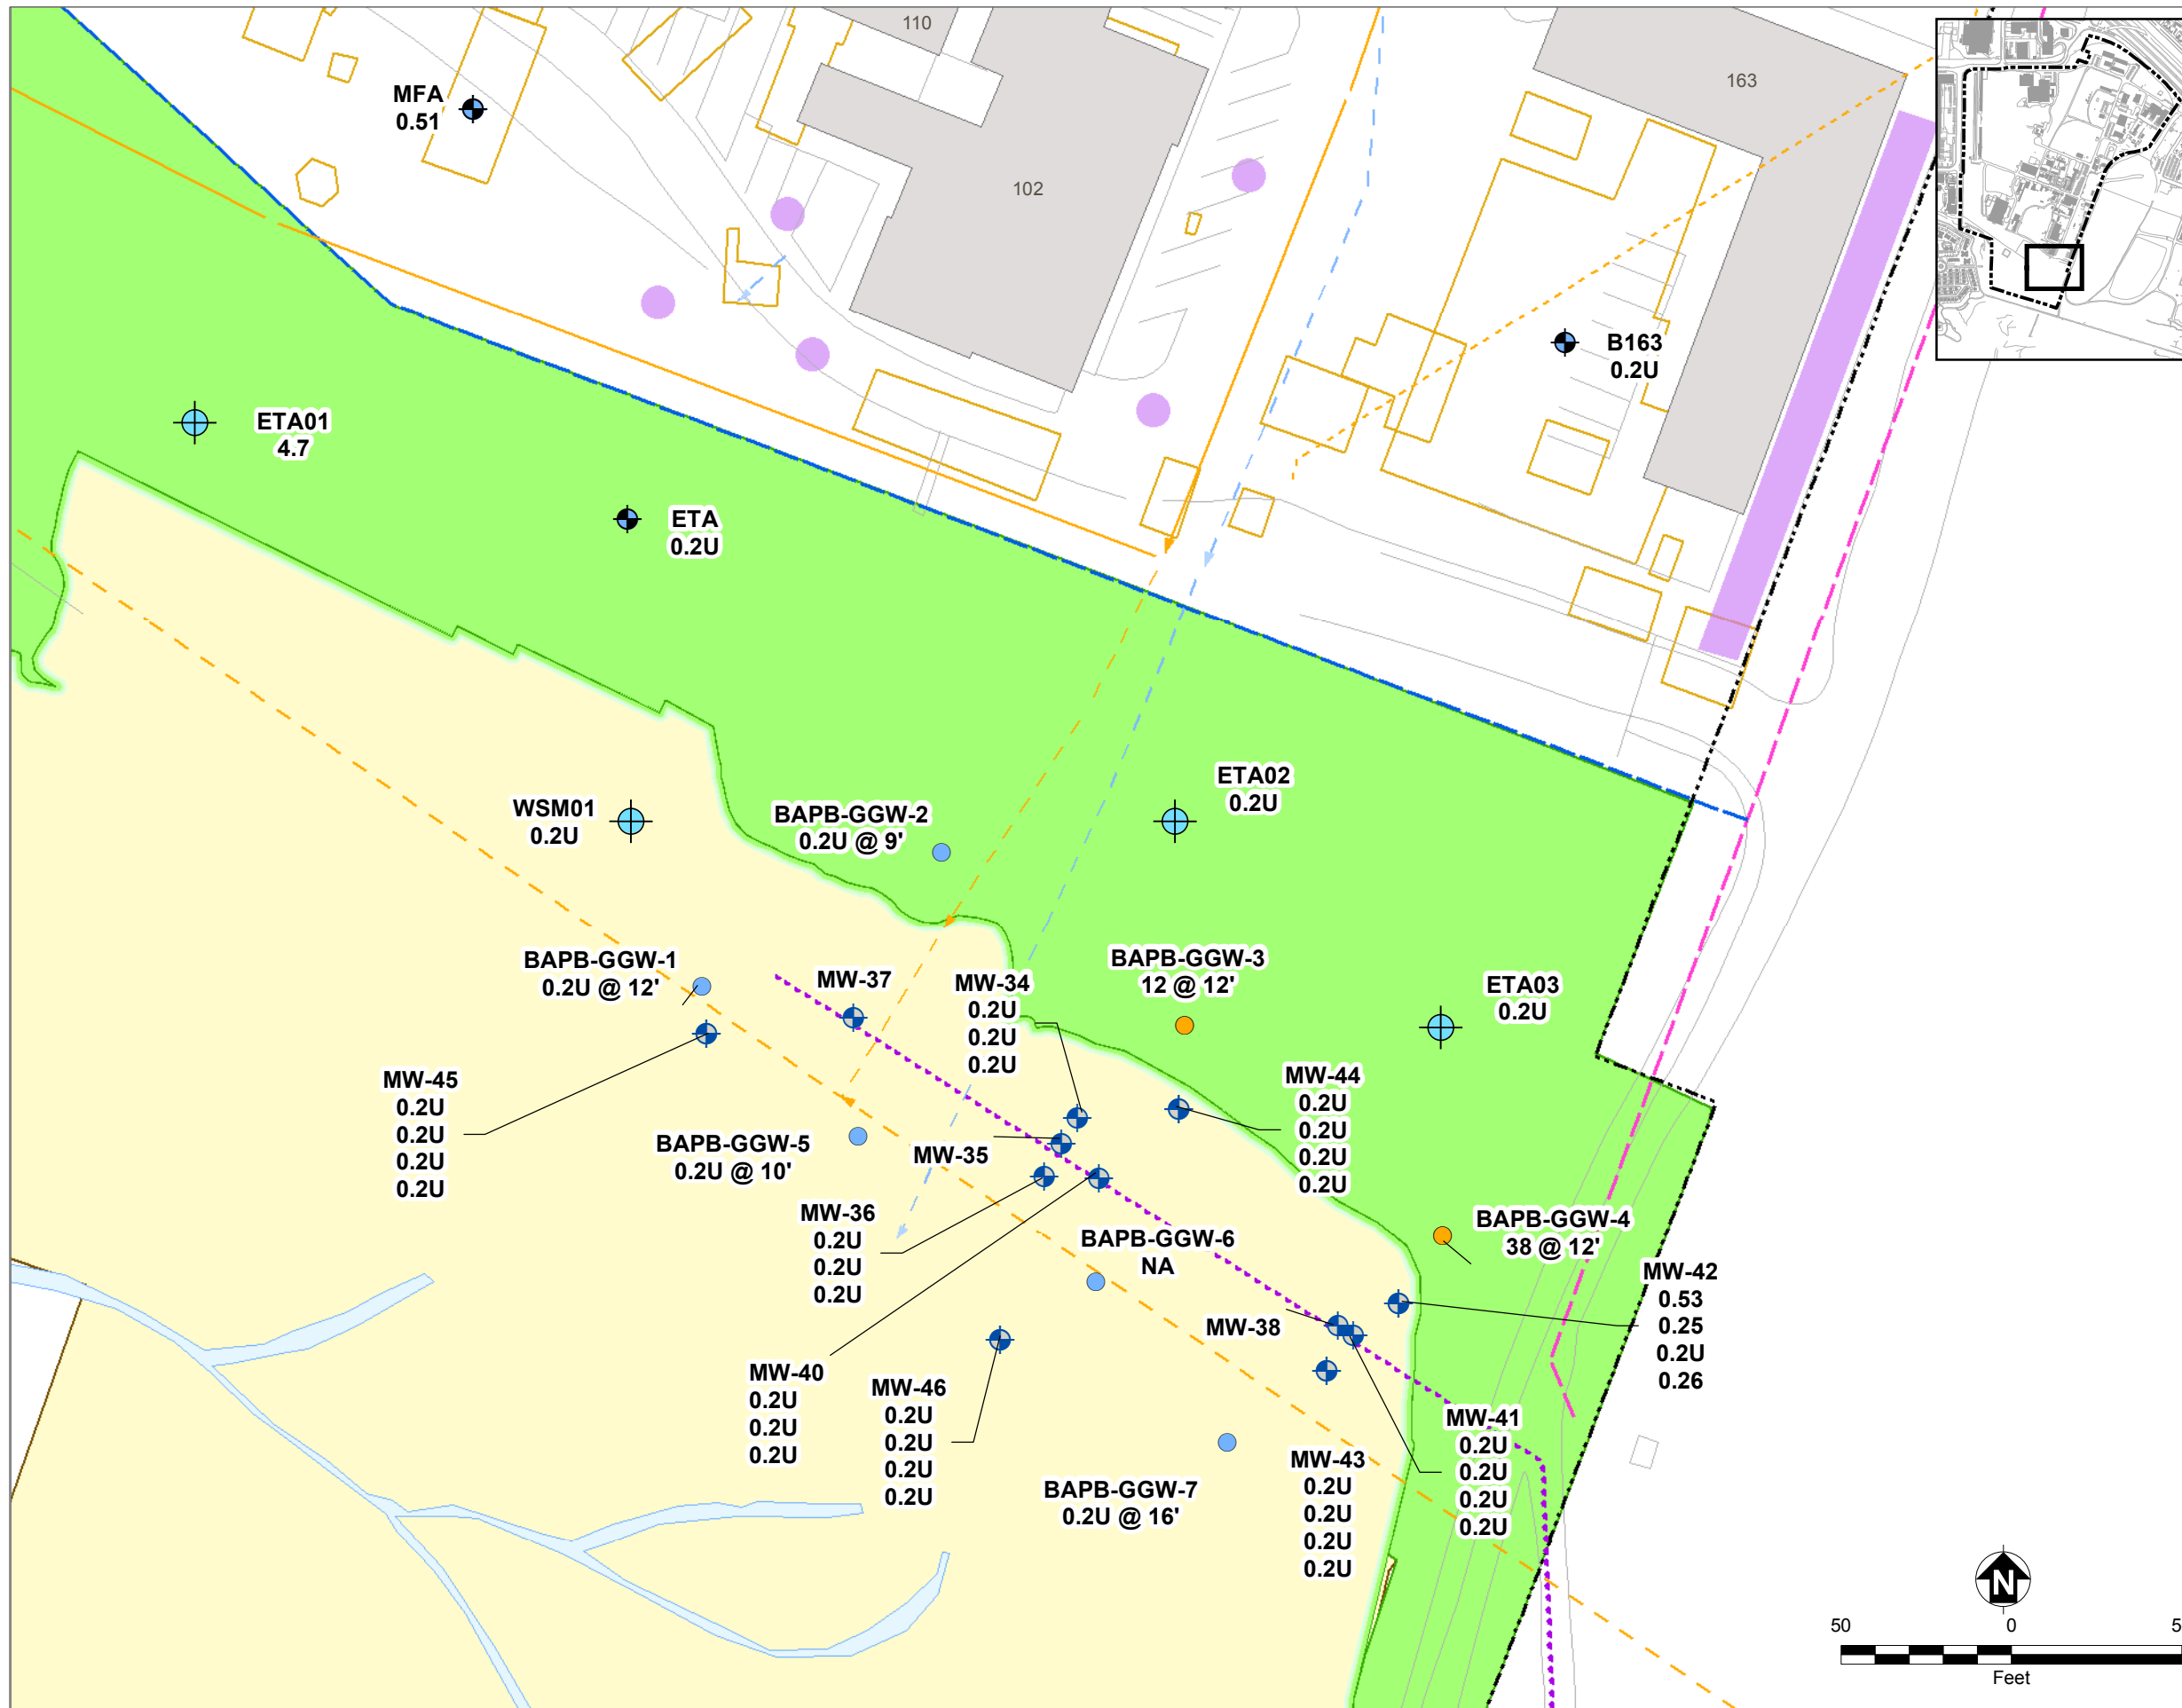 110
163
MFA
0.51
102
B163
0.2U
ETA01
4.7
ETA
0.2U
ETA02
0.2U
WSM01
0.2U
BAPB-GGW-2
0.2U @ 9'
BAPB-GGW-1
0.2U @ 12'
MW-37
MW-34
0.2U
0.2U
0.2U
BAPB-GGW-3
12 @ 12'
ETA03
0.2U
MW-45
0.2U
0.2U
0.2U
0.2U
MW-44
0.2U
0.2U
0.2U
0.2U
BAPB-GGW-5
0.2U @ 10'
MW-35
MW-36
0.2U
0.2U
0.2U
BAPB-GGW-6
NA
BAPB-GGW-4
38 @ 12'
MW-42
0.53
0.25
0.2U
0.26
MW-38
MW-40
0.2U
0.2U
0.2U
MW-46
0.2U
0.2U
0.2U
0.2U
MW-41
0.2U
0.2U
0.2U
0.2U
MW-43
0.2U
0.2U
0.2U
0.2U
BAPB-GGW-7
0.2U @ 16'
N
50 0 5
Feet